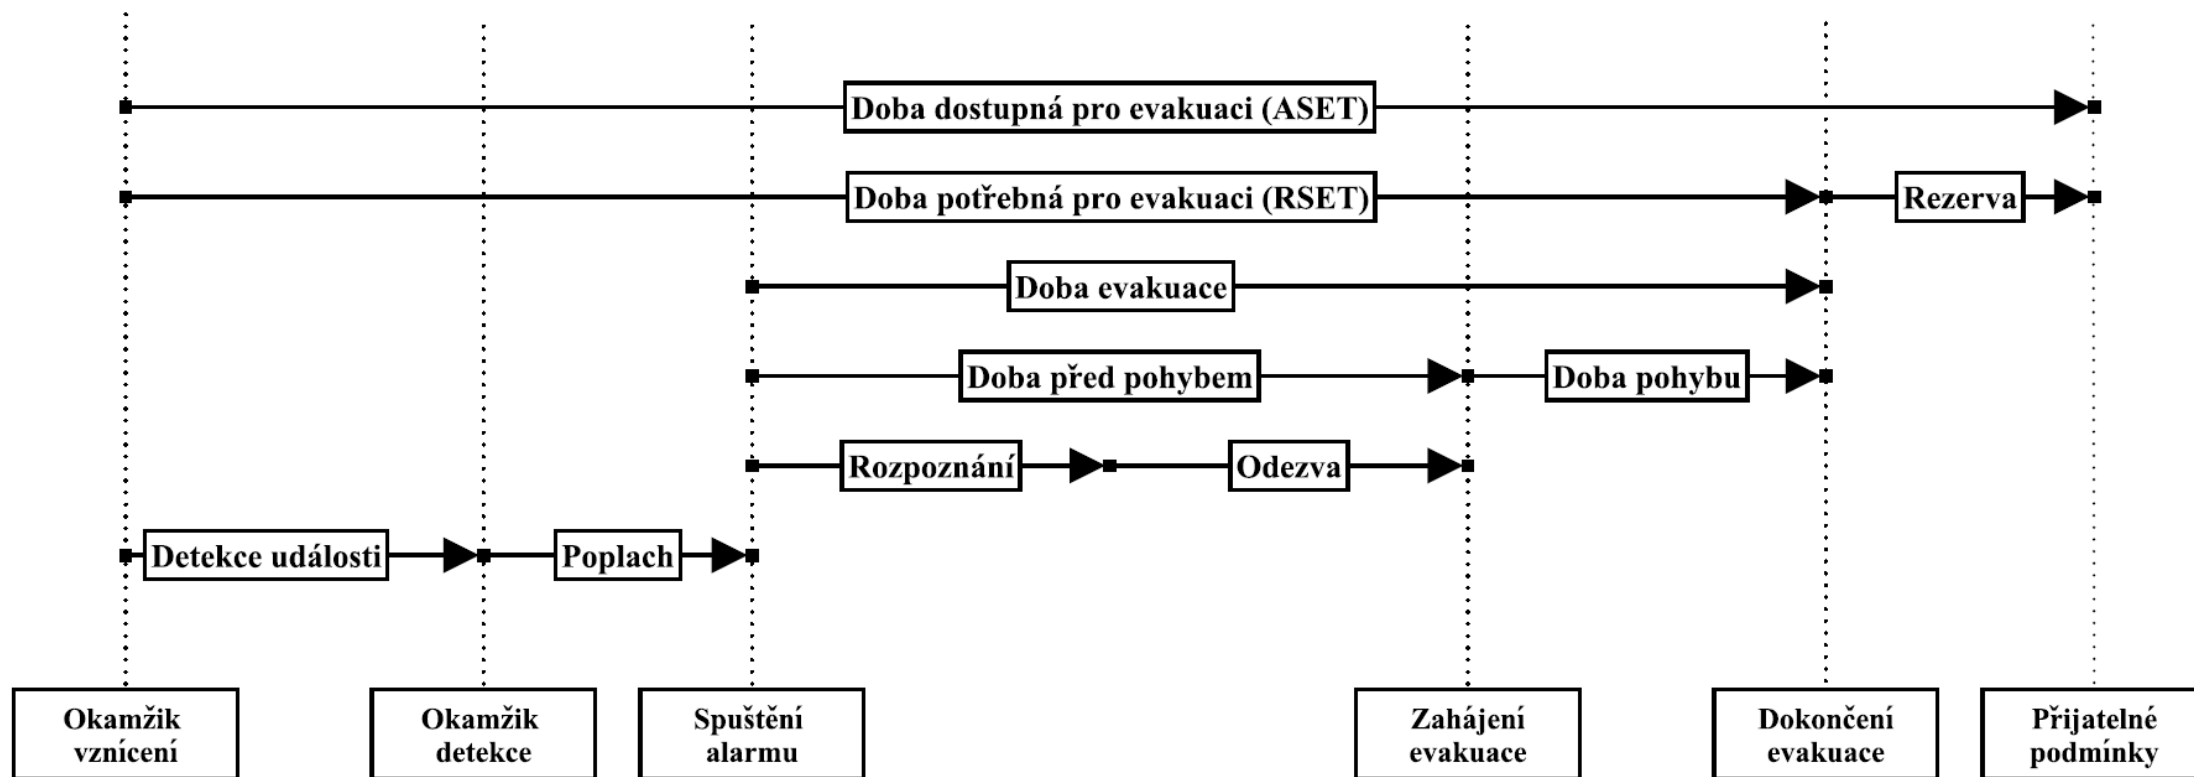 Doba dostupná pro evakuaci (ASET)
Doba potřebná pro evakuaci (RSET)
Rezerva
Doba evakuace
Doba před pohybem
Doba pohybu
Rozpoznání
Odezva
Detekce události
Poplach
Okamžik
vznícení
Okamžik
detekce
Spuštění
alarmu
Zahájení
evakuace
Dokončení
evakuace
Přijatelné
podmínky